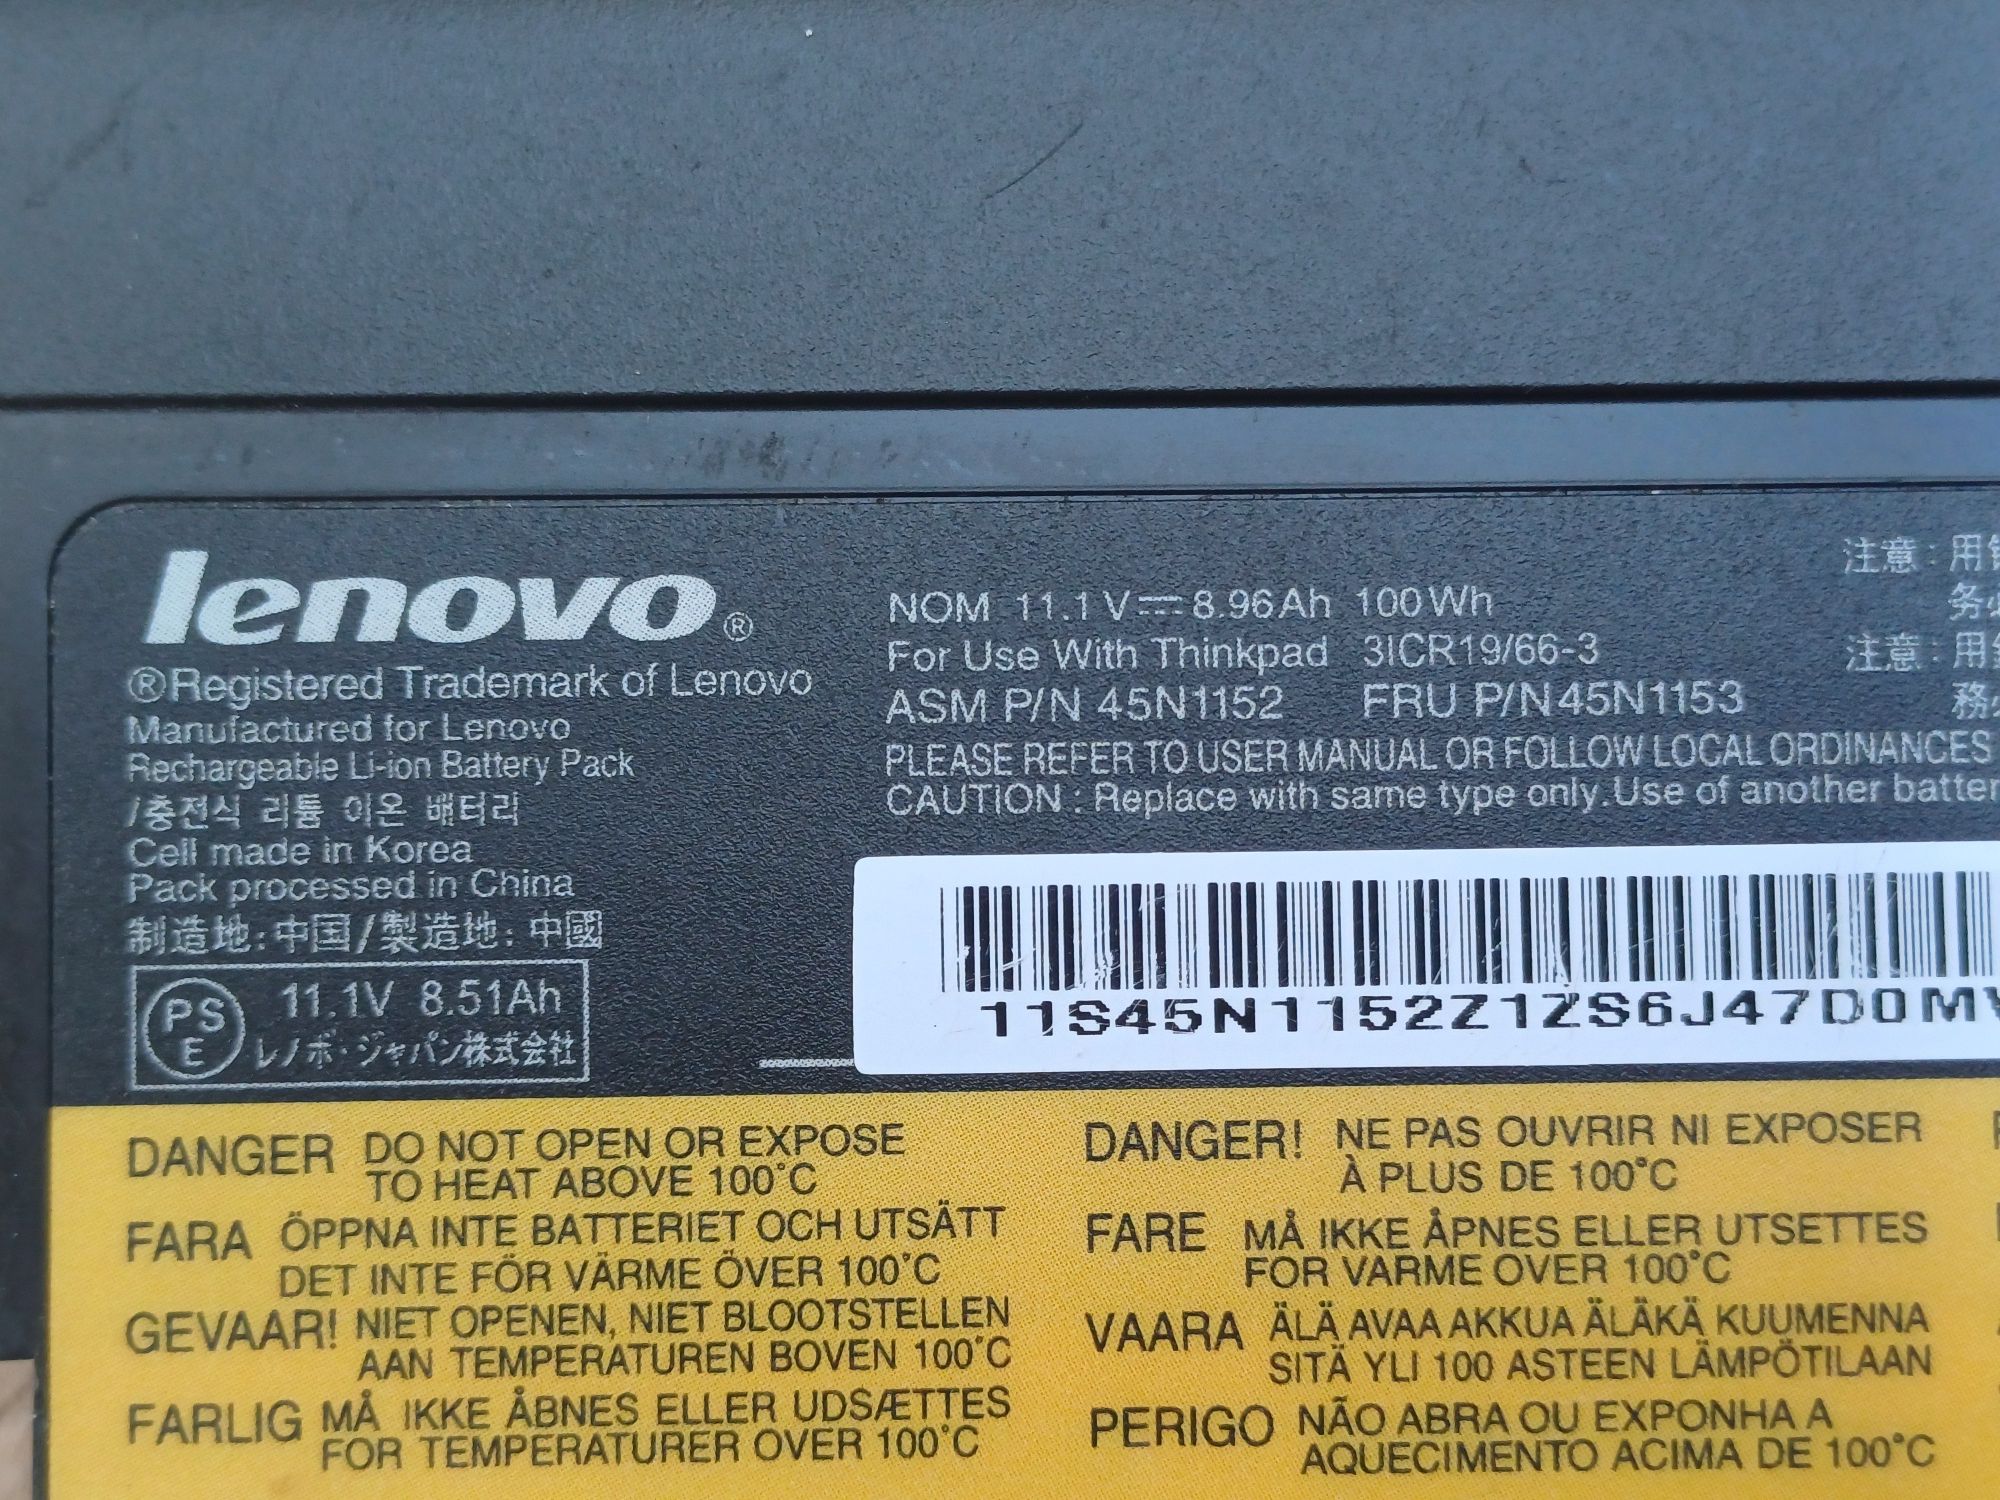 lenovo®
®Registered Trademark of Lenovo
Manufactured for Lenovo
Rechargeable Li-ion Battery Pack
/충전식 리튬 이온 배터리
Cell made in Korea
Pack processed in China
制造地:中国/製造地:中國
PSE 11.1V 8.51Ah
レノボ・ジャパン株式会社
NOM 11.1V⎓8.96Ah 100Wh
For Use With Thinkpad 3ICR19/66-3
ASM P/N 45N1152 FRU P/N45N1153
PLEASE REFER TO USER MANUAL OR FOLLOW LOCAL ORDINANCES
CAUTION : Replace with same type only.Use of another
注意:用
务
注意:用
務
11S45N1152Z1ZS6J47D0M
DANGER DO NOT OPEN OR EXPOSE
TO HEAT ABOVE 100°C
FARA ÖPPNA INTE BATTERIET OCH UTSÄTT
DET INTE FÖR VÄRME ÖVER 100°C
GEVAAR! NIET OPENEN, NIET BLOOTSTELLEN
AAN TEMPERATUREN BOVEN 100°C
FARLIG MÅ IKKE ÅBNES ELLER UDSÆTTES
FOR TEMPERATURER OVER 100°C
DANGER! NE PAS OUVRIR NI EXPOSER
À PLUS DE 100°C
FARE MÅ IKKE ÅPNES ELLER UTSETTES
FOR VARME OVER 100°C
VAARA ÄLÄ AVAA AKKUA ÄLÄKÄ KUUMENNA
SITÄ YLI 100 ASTEEN LÄMPÖTILAAN
PERIGO NÃO ABRA OU EXPONHA A
AQUECIMENTO ACIMA DE 100°C